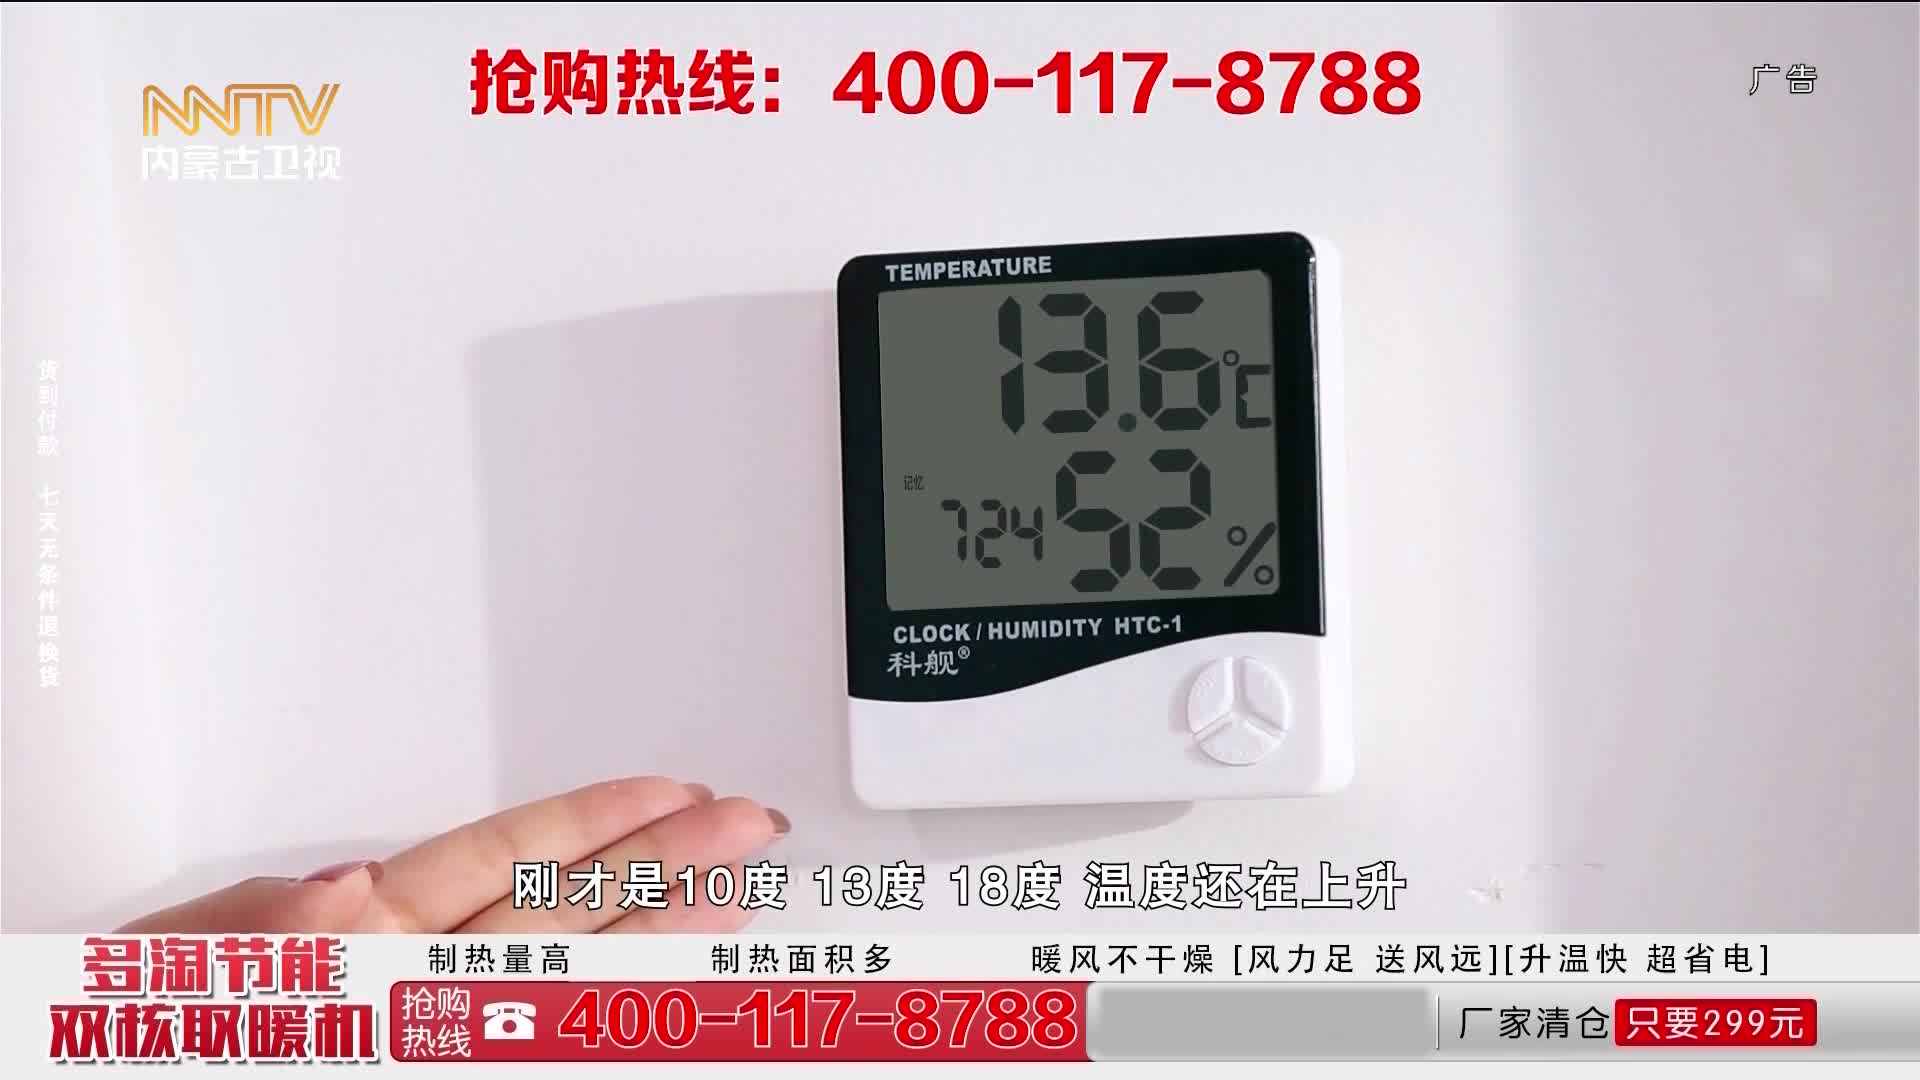 抢购热线：400-117-8788
广告
NNTV
内蒙古卫视
货到付款 七天无条件退换货
TEMPERATURE
13.6℃
记忆
724
52%
CLOCK / HUMIDITY HTC-1
科舰®
刚才是10度 13度 18度 温度还在上升
多淘节能
双核取暖机
制热量高 制热面积多 暖风不干燥 [风力足 送风远][升温快 超省电]
抢购
热线
400-117-8788
厂家清仓 只要299元